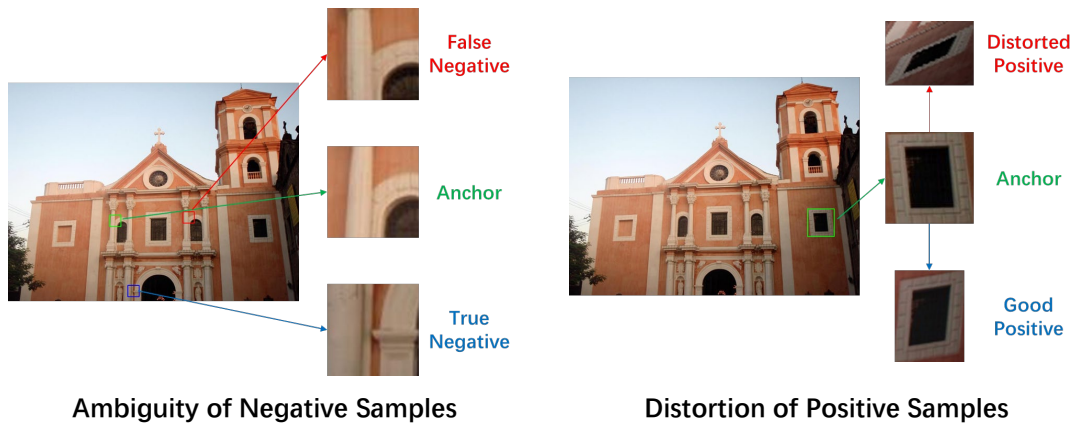 False
Negative
Anchor
True
Negative
Ambiguity of Negative Samples
Distorted
Positive
Anchor
Good
Positive
Distortion of Positive Samples